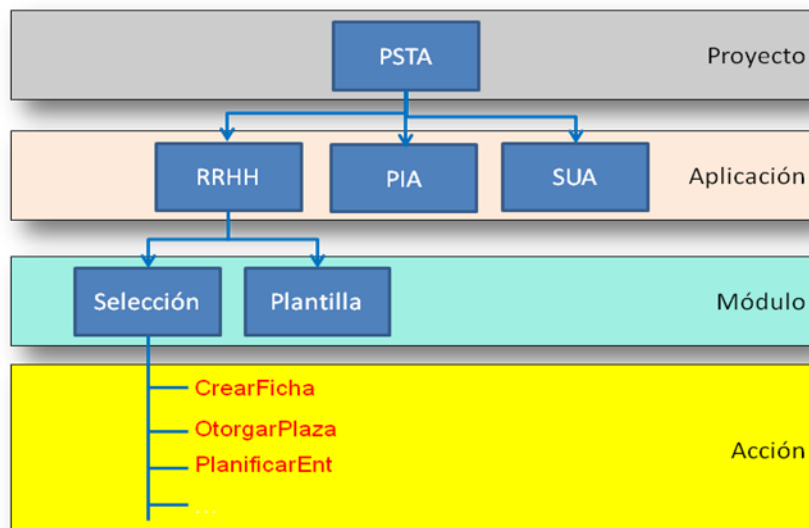 PSTA
Proyecto
RRHH
PIA
SUA
Aplicación
Selección
Plantilla
Módulo
CrearFicha
OtorgarPlaza
PlanificarEnt
...
Acción